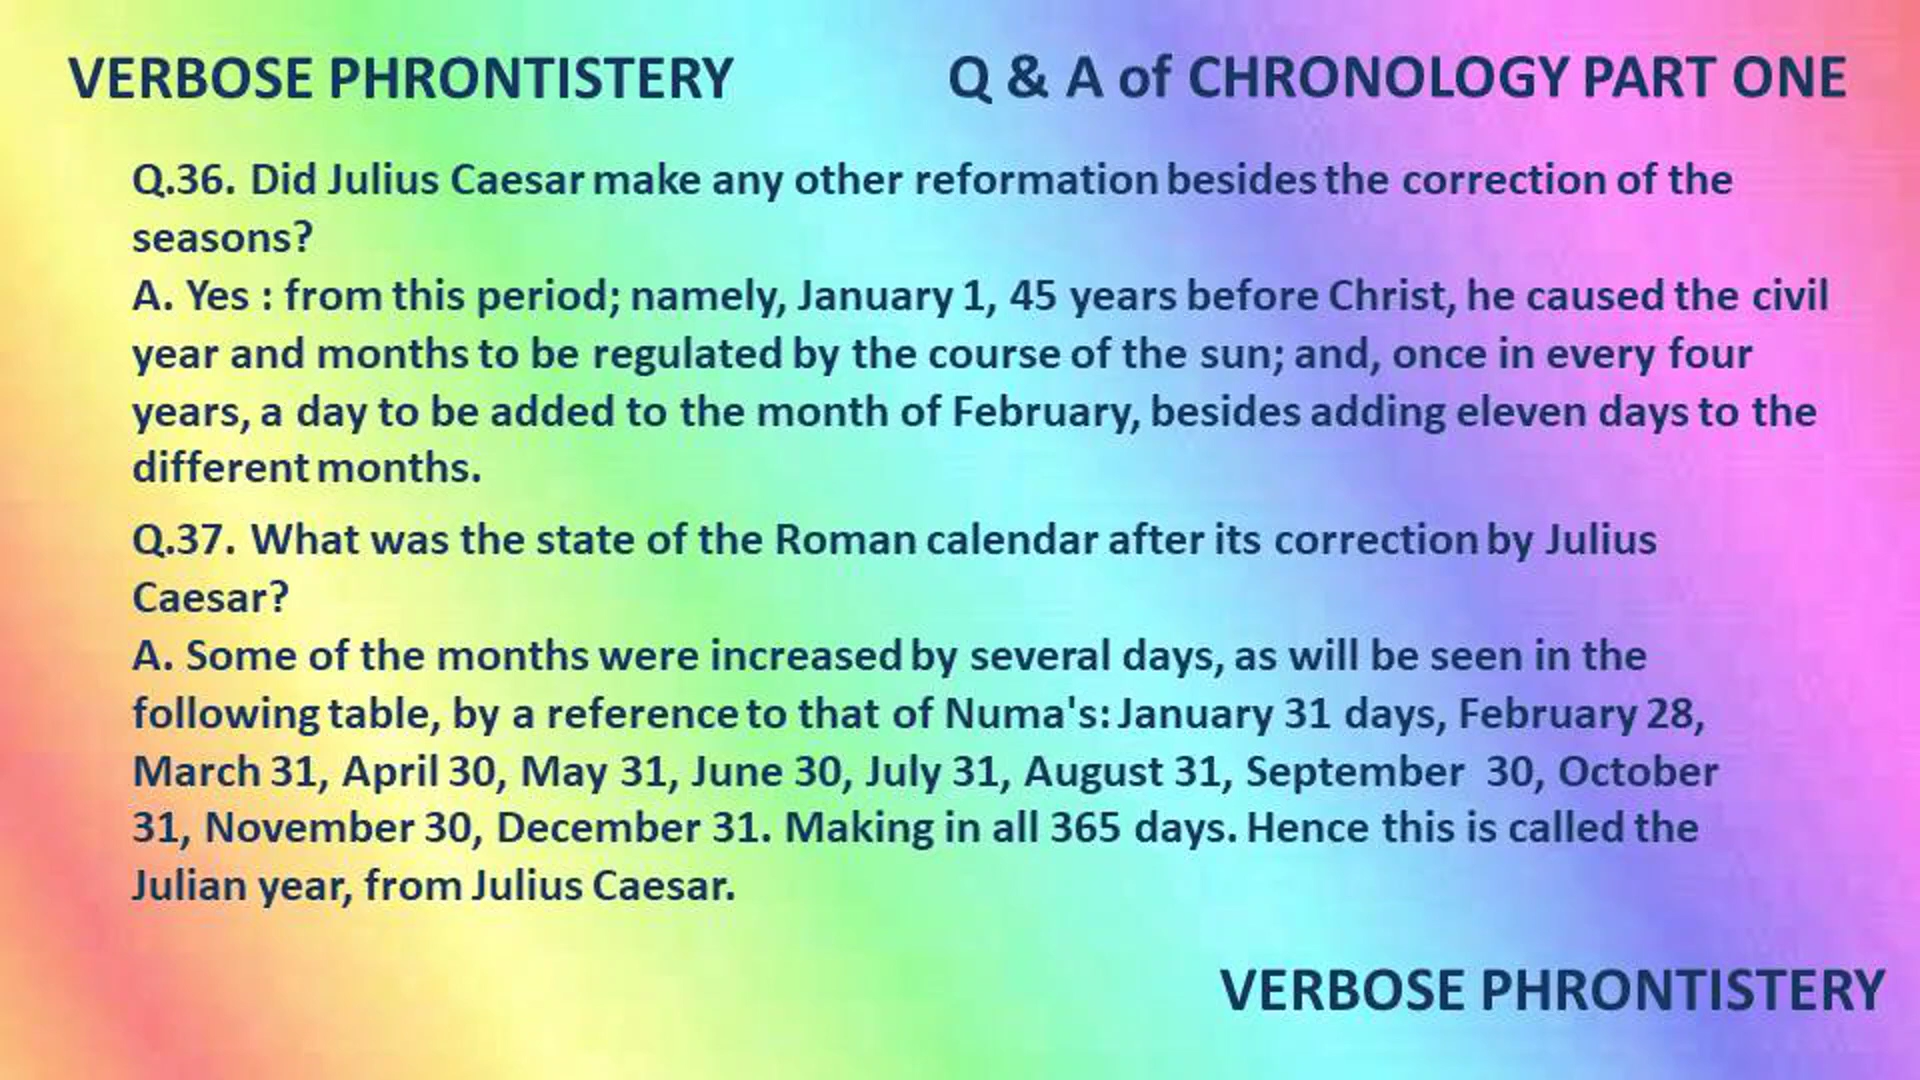 VERBOSE PHRONTISTERY
Q & A of CHRONOLOGY PART ONE
Q.36. Did Julius Caesar make any other reformation besides the correction of the
seasons?
A. Yes : from this period; namely, January 1, 45 years before Christ, he caused the civil
year and months to be regulated by the course of the sun; and, once in every four
years, a day to be added to the month of February, besides adding eleven days to the
different months.
Q.37. What was the state of the Roman calendar after its correction by Julius
Caesar?
A. Some of the months were increased by several days, as will be seen in the
following table, by a reference to that of Numa's: January 31 days, February 28,
March 31, April 30, May 31, June 30, July 31, August 31, September 30, October
31, November 30, December 31. Making in all 365 days. Hence this is called the
Julian year, from Julius Caesar.
VERBOSE PHRONTISTERY